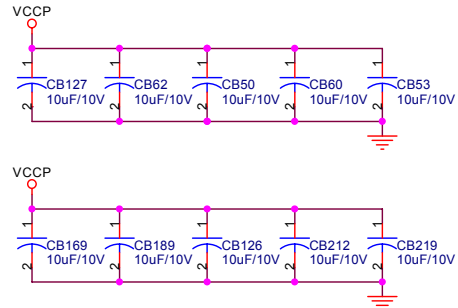 VCCP
1 1 1 1 1
CB127 CB62 CB50 CB60 CB53
10uF/10V 10uF/10V 10uF/10V 10uF/10V 10uF/10V
2 2 2 2 2
VCCP
1 1 1 1 1
CB169 CB189 CB126 CB212 CB219
10uF/10V 10uF/10V 10uF/10V 10uF/10V 10uF/10V
2 2 2 2 2